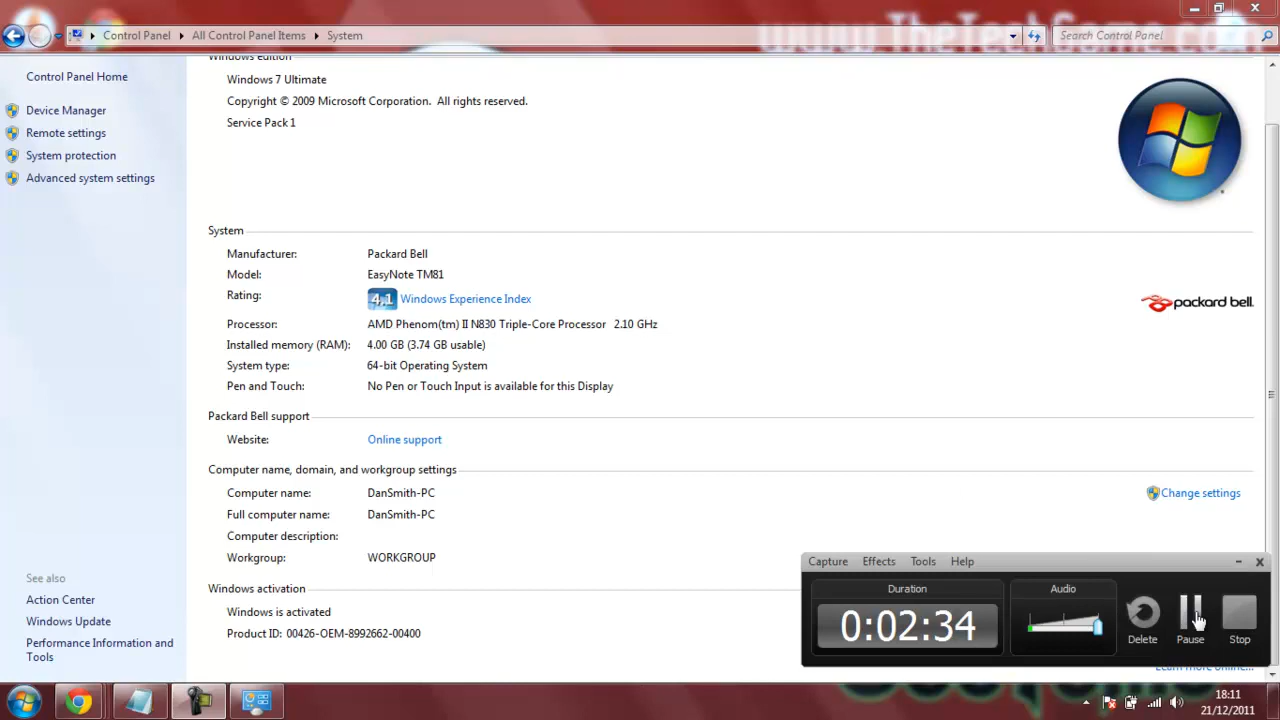 www.TheTechGame.com
Control Panel
All Control Panel Items
System
Search Control Panel
Control Panel Home
Device Manager
Remote settings
System protection
Advanced system settings
Windows edition
Windows 7 Ultimate
Copyright © 2009 Microsoft Corporation. All rights reserved.
Service Pack 1
System
Manufacturer: Packard Bell
Model: EasyNote TM81
Rating: 4,1 Windows Experience Index
packard bell.
Processor: AMD Phenom(tm) II N830 Triple-Core Processor 2.10 GHz
Installed memory (RAM): 4.00 GB (3.74 GB usable)
System type: 64-bit Operating System
Pen and Touch: No Pen or Touch Input is available for this Display
Packard Bell support
Website: Online support
Computer name, domain, and workgroup settings
Computer name: DanSmith-PC
Change settings
Full computer name: DanSmith-PC
Computer description:
Workgroup: WORKGROUP
Windows activation
Windows is activated
Product ID: 00426-OEM-8992662-00400
Learn more online...
See also
Action Center
Windows Update
Performance Information and
Tools
Capture Effects Tools Help
Duration
0:02:34
Audio
Delete
Pause
Stop
18:11
21/12/2011